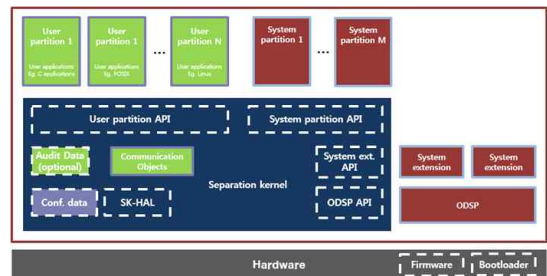 User
partition 1
User applications
Eg. C applications
User
partition 1
User applications
Eg. POSIX
...
User
partition N
User applications
Eg. Linux
System
partition 1
...
System
partition M
User partition API
System partition API
Audit Data
(optional)
Communication
Objects
System ext.
API
System
extension
System
extension
Separation kernel
Conf. data
SK-HAL
ODSP API
ODSP
Hardware
Firmware
Bootloader